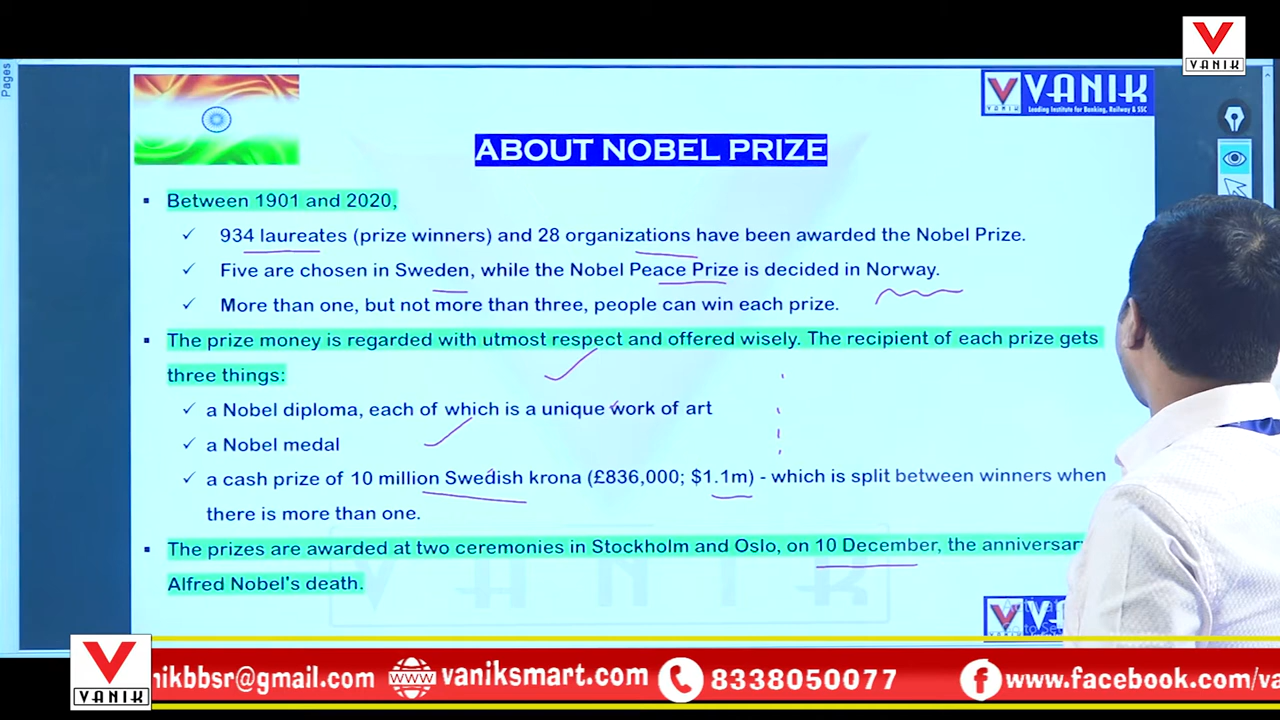 VANIK
Pages
VANIK
VANIK
Leading Institute for Banking, Railway & SSC
ABOUT NOBEL PRIZE
▪ Between 1901 and 2020,
✓ 934 laureates (prize winners) and 28 organizations have been awarded the Nobel Prize.
✓ Five are chosen in Sweden, while the Nobel Peace Prize is decided in Norway.
✓ More than one, but not more than three, people can win each prize.
▪ The prize money is regarded with utmost respect and offered wisely. The recipient of each prize gets
three things:
✓ a Nobel diploma, each of which is a unique work of art
✓ a Nobel medal
✓ a cash prize of 10 million Swedish krona (£836,000; $1.1m) - which is split between winners when
there is more than one.
▪ The prizes are awarded at two ceremonies in Stockholm and Oslo, on 10 December, the anniversary
Alfred Nobel's death.
VANIK
VANIK
nikbbsr@gmail.com www vaniksmart.com 8338050077 f www.facebook.com/va